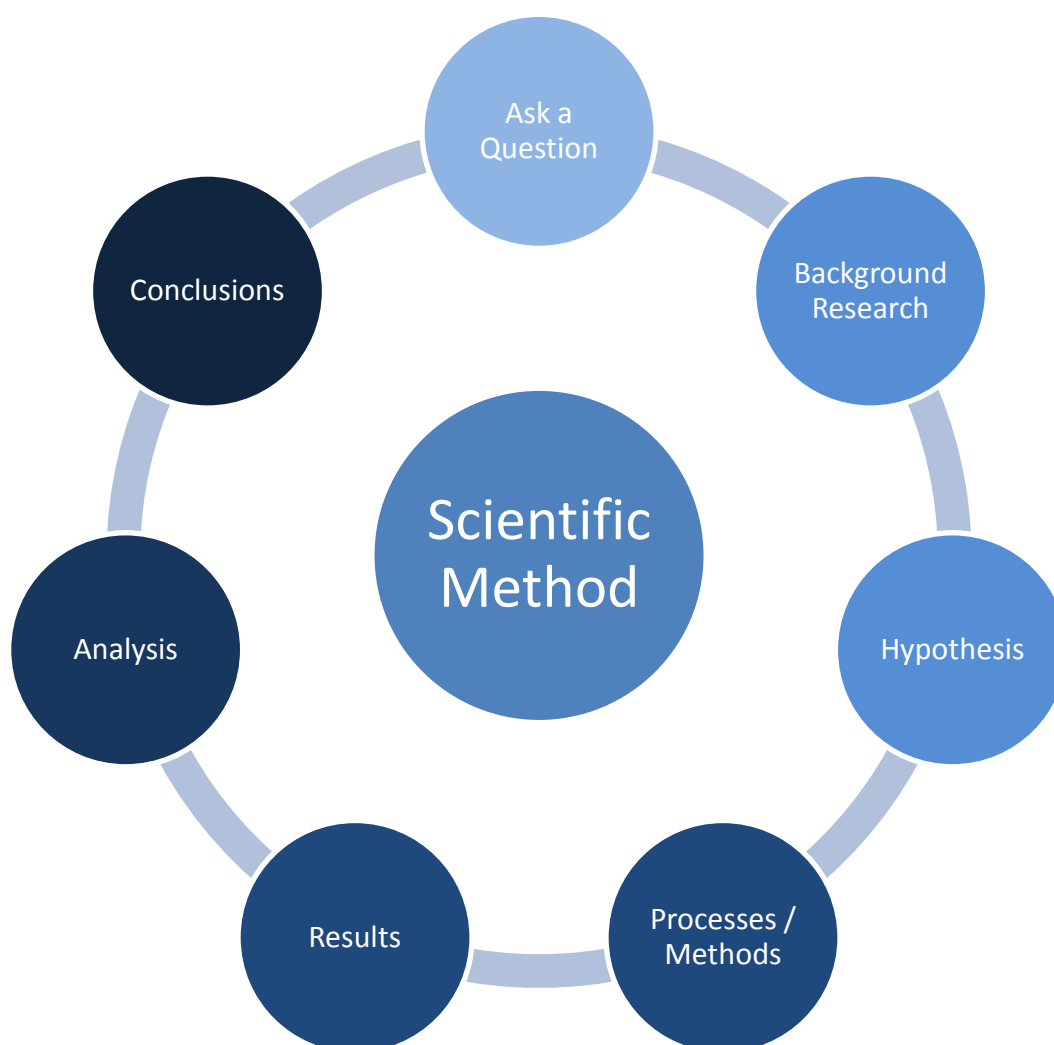 Ask a
Question
Background
Research
Hypothesis
Processes /
Methods
Results
Analysis
Conclusions
Scientific
Method